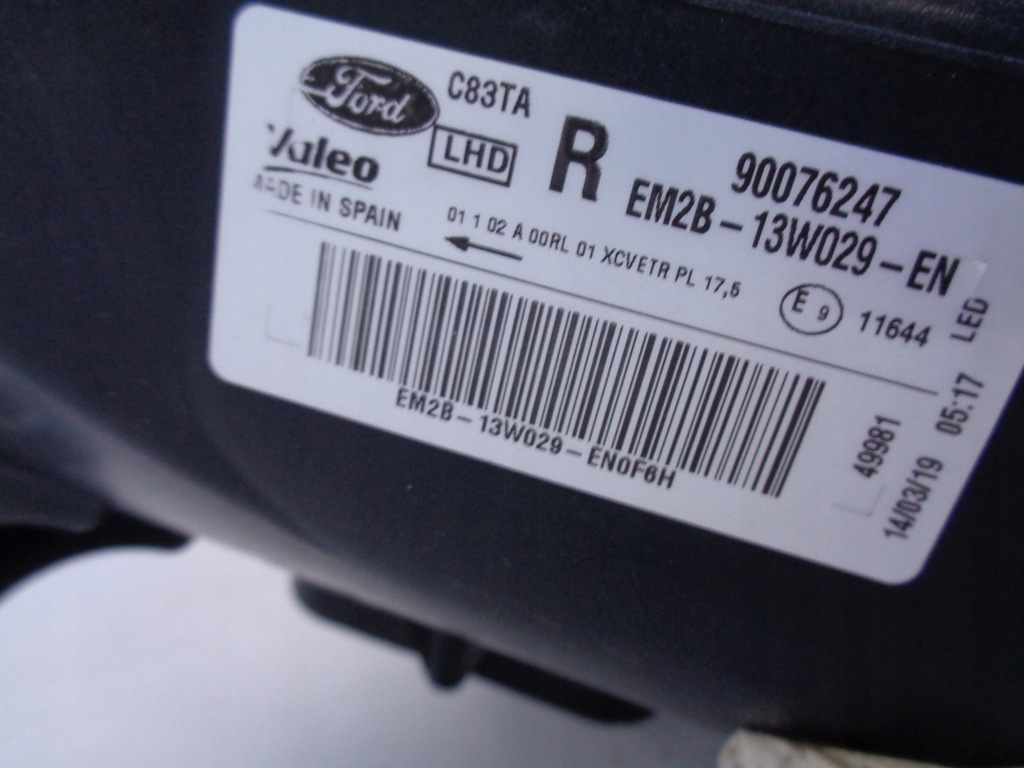 Ford
C83TA
Valeo
LHD
R
90076247
MADE IN SPAIN
EM2B-13W029-EN
01 1 02 A 00RL 01 XCVETR PL 17,5
E 9
11644
LED
EM2B-13W029-EN0F6H
49981
14/03/19 05:17